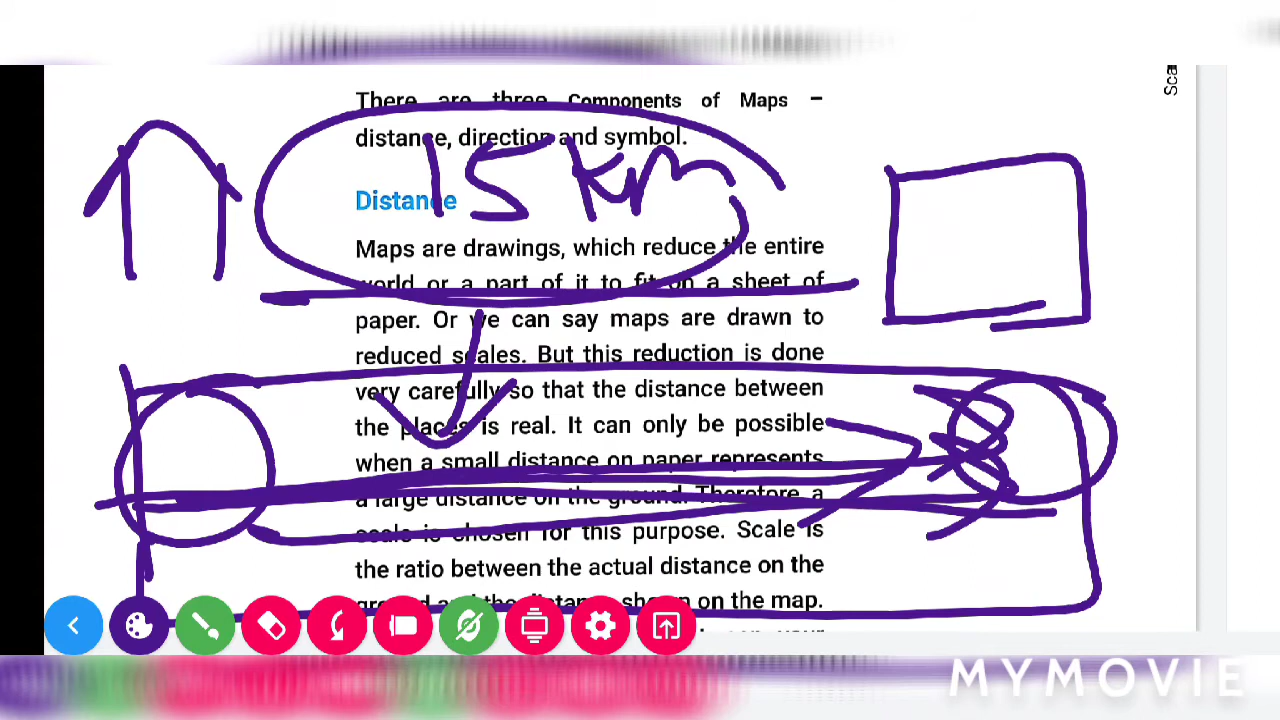 There are three Components of Maps –
distance, direction and symbol.
15 km
Distance
Maps are drawings, which reduce the entire
world or a part of it to fit on a sheet of
paper. Or we can say maps are drawn to
reduced scales. But this reduction is done
very carefully so that the distance between
the places is real. It can only be possible
when a small distance on paper represents
a large distance on the ground. Therefore, a
scale is chosen for this purpose. Scale is
the ratio between the actual distance on the
ground and the distance shown on the map.
MYMOVIE